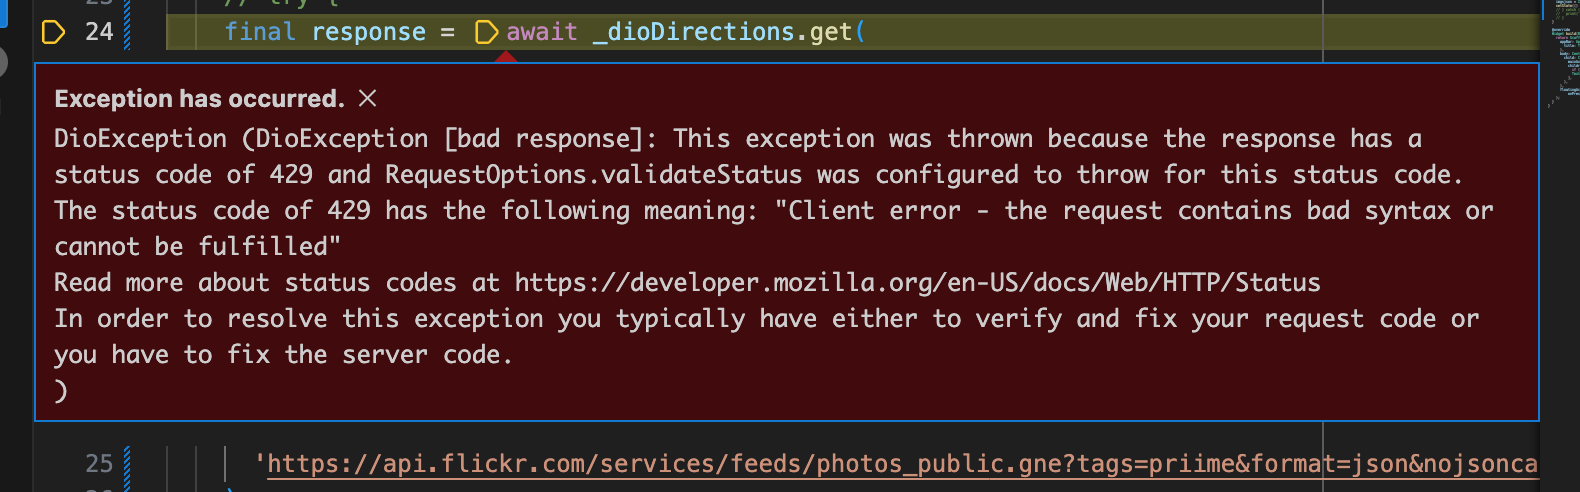 // try {
24 final response = await _dioDirections.get(
Exception has occurred. ×
DioException (DioException [bad response]: This exception was thrown because the response has a
status code of 429 and RequestOptions.validateStatus was configured to throw for this status code.
The status code of 429 has the following meaning: "Client error - the request contains bad syntax or
cannot be fulfilled"
Read more about status codes at https://developer.mozilla.org/en-US/docs/Web/HTTP/Status
In order to resolve this exception you typically have either to verify and fix your request code or
you have to fix the server code.
)
25 'https://api.flickr.com/services/feeds/photos_public.gne?tags=priime&format=json&nojsonca